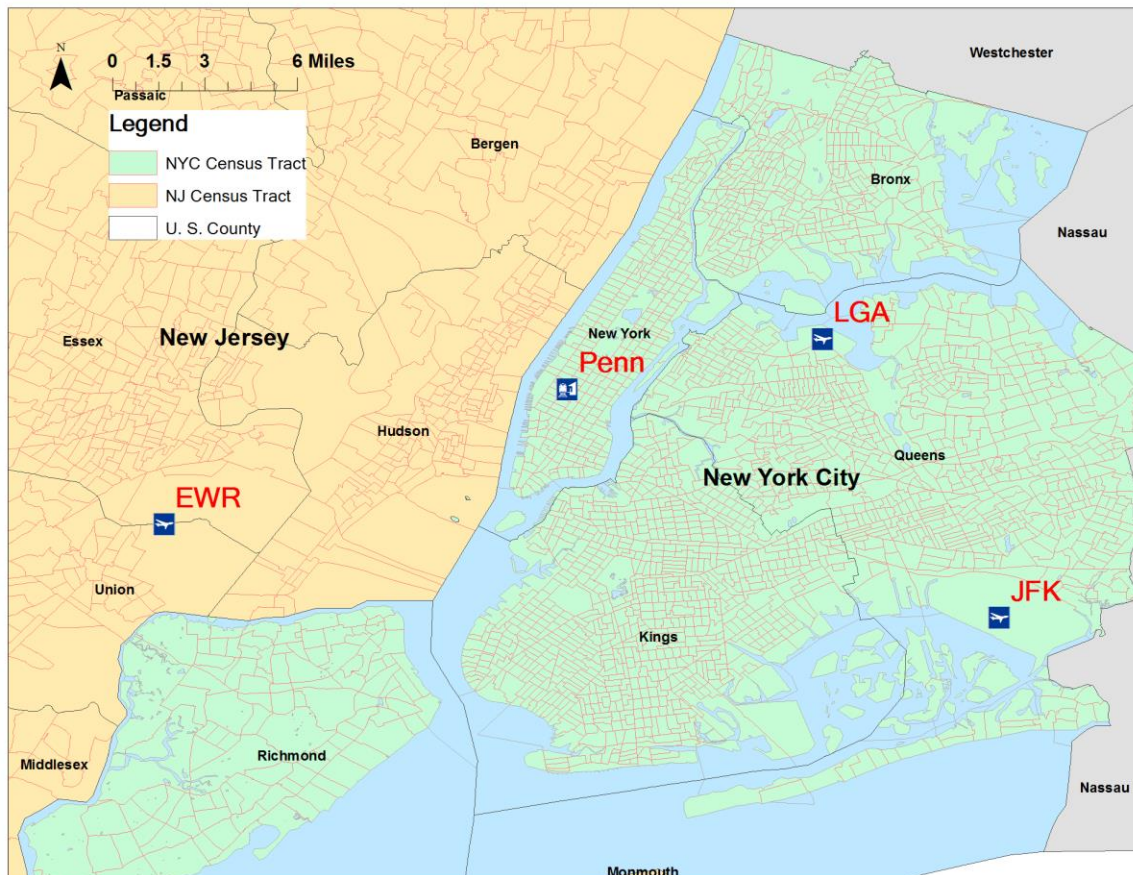 N
0 1.5 3 6 Miles
Passaic
Legend
NYC Census Tract
NJ Census Tract
U. S. County
Westchester
Bergen
Bronx
Nassau
LGA
New York
Essex
New Jersey
Penn
Hudson
Queens
New York City
EWR
Union
JFK
Kings
Richmond
Middlesex
Nassau
Monmouth